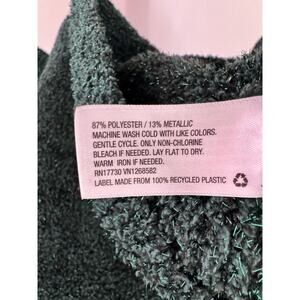 87% POLYESTER / 13% METALLIC
MACHINE WASH COLD WITH LIKE COLORS.
GENTLE CYCLE. ONLY NON-CHLORINE
BLEACH IF NEEDED. LAY FLAT TO DRY.
WARM IRON IF NEEDED.
RN17730 VN1268582
LABEL MADE FROM 100% RECYCLED PLASTIC